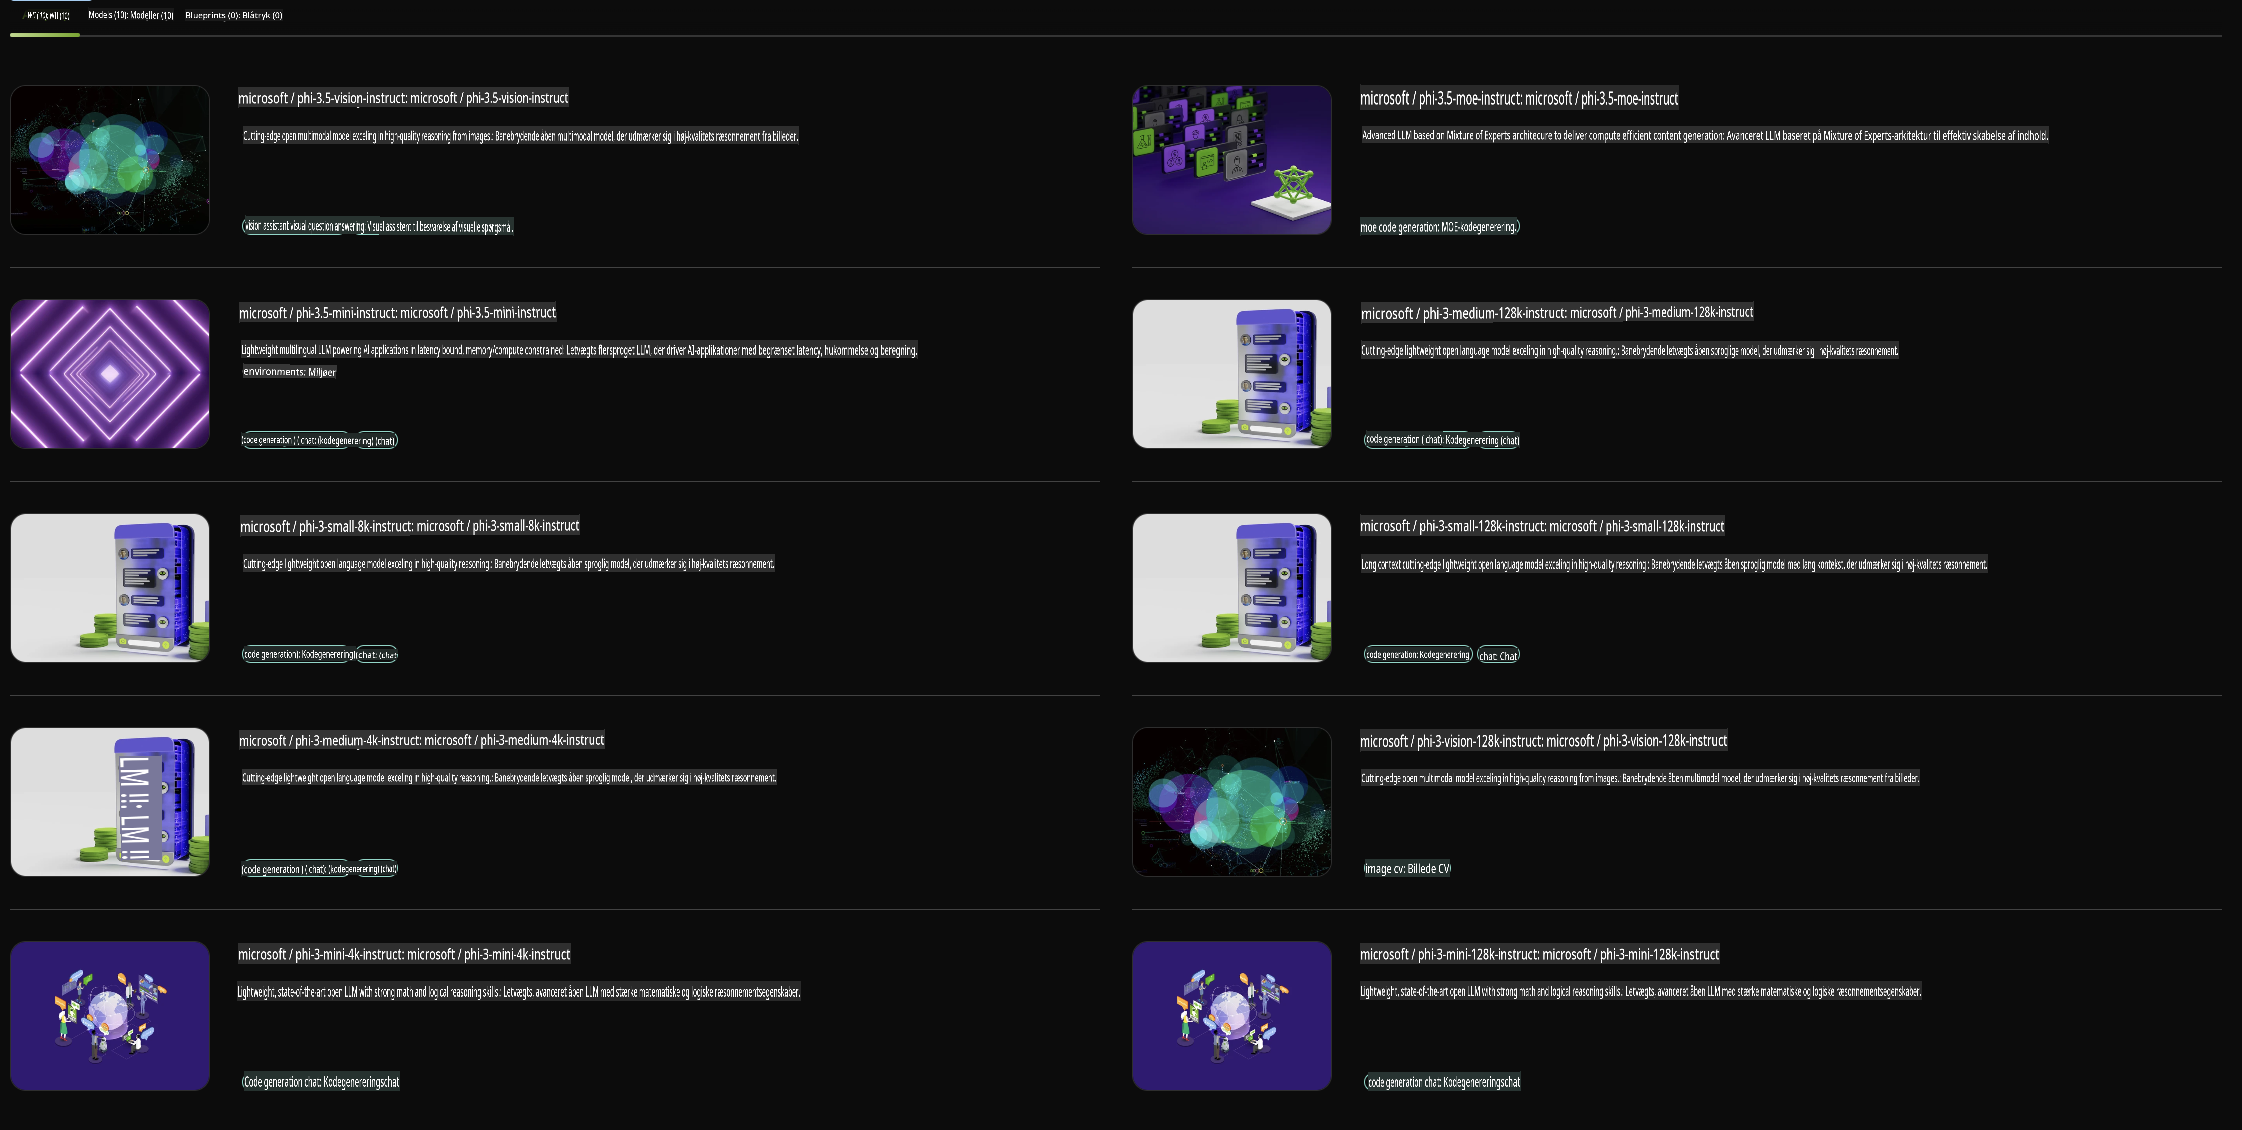 Models (10): Modeller (10)
Blueprints (0): Blåtryk (0)
microsoft / phi-3.5-vision-instruct: microsoft / phi-3.5-vision-instruct
Cutting-edge open multimodal model exceling in high-quality reasoning from images.: Banebrydende åben multimodal model, der udmærker sig i høj-kvalitets ræsonnement fra billeder.
vision assistant visual question answering: Visuel assistent til besvarelse af visuelle spørgsmål.
microsoft / phi-3.5-moe-instruct: microsoft / phi-3.5-moe-instruct
Advanced LLM based on Mixture of Experts architecure to deliver compute efficient content generation: Avanceret LLM baseret på Mixture of Experts-arkitektur til effektiv skabelse af indhold.
moe code generation: MOE-kodegenerering.
microsoft / phi-3.5-mini-instruct: microsoft / phi-3.5-mini-instruct
Lightweight multilingual LLM powering AI applications in latency bound, memory/compute constrained: Letvægts flersproget LLM, der driver AI-applikationer med begrænset latency, hukommelse og beregning.
environments: Miljøer
(code generation ) ( chat: (kodegenerering) (chat)
microsoft / phi-3-medium-128k-instruct: microsoft / phi-3-medium-128k-instruct
Cutting-edge lightweight open language model exceling in high-quality reasoning.: Banebrydende letvægts åben sproglige model, der udmærker sig i høj-kvalitets ræsonnement.
code generation ( chat): Kodegenerering (chat)
microsoft / phi-3-small-8k-instruct: microsoft / phi-3-small-8k-instruct
Cutting-edge lightweight open language model exceling in high-quality reasoning.: Banebrydende letvægts åben sproglig model, der udmærker sig i høj-kvalitets ræsonnement.
code generation): Kodegenerering)
(chat: (chat
microsoft / phi-3-small-128k-instruct: microsoft / phi-3-small-128k-instruct
Long context cutting-edge lightweight open language model exceling in high-quality reasoning.: Banebrydende letvægts åben sproglig model med lang kontekst, der udmærker sig i høj-kvalitets ræsonnement.
code generation: Kodegenerering
chat: Chat
LM ii: LM ii
microsoft / phi-3-medium-4k-instruct: microsoft / phi-3-medium-4k-instruct
Cutting-edge lightweight open language model exceling in high-quality reasoning.: Banebrydende letvægts åben sproglig model, der udmærker sig i høj-kvalitets ræsonnement.
(code generation ) ( chat): (kodegenerering) (chat)
microsoft / phi-3-vision-128k-instruct: microsoft / phi-3-vision-128k-instruct
Cutting-edge open multimodal model exceling in high-quality reasoning from images.: Banebrydende åben multimodal model, der udmærker sig i høj-kvalitets ræsonnement fra billeder.
image cv: Billede CV
microsoft / phi-3-mini-4k-instruct: microsoft / phi-3-mini-4k-instruct
Lightweight, state-of-the-art open LLM with strong math and logical reasoning skills.: Letvægts, avanceret åben LLM med stærke matematiske og logiske ræsonnementsegenskaber.
Code generation chat: Kodegenereringschat
microsoft / phi-3-mini-128k-instruct: microsoft / phi-3-mini-128k-instruct
Lightweight, state-of-the-art open LLM with strong math and logical reasoning skills.: Letvægts, avanceret åben LLM med stærke matematiske og logiske ræsonnementsegenskaber.
code generation chat: Kodegenereringschat